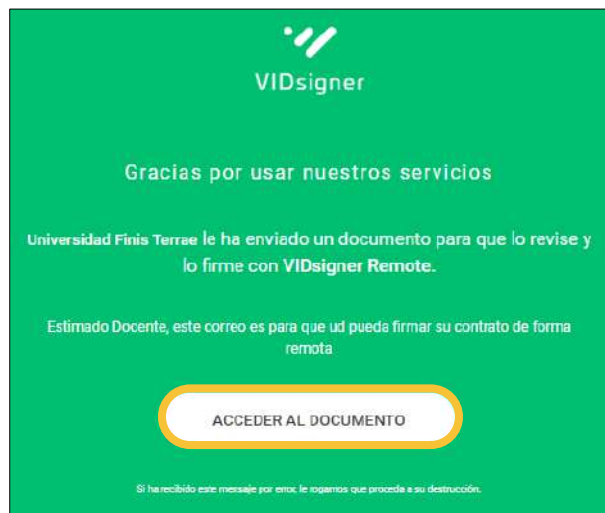 VIDsigner
Gracias por usar nuestros servicios
Universidad Finis Terrae le ha enviado un documento para que lo revise y
lo firme con VIDsigner Remote.
Estimado Docente, este correo es para que ud pueda firmar su contrato de forma
remota
ACCEDER AL DOCUMENTO
Si ha recibido este mensaje por error, le rogamos que proceda a su destrucción.